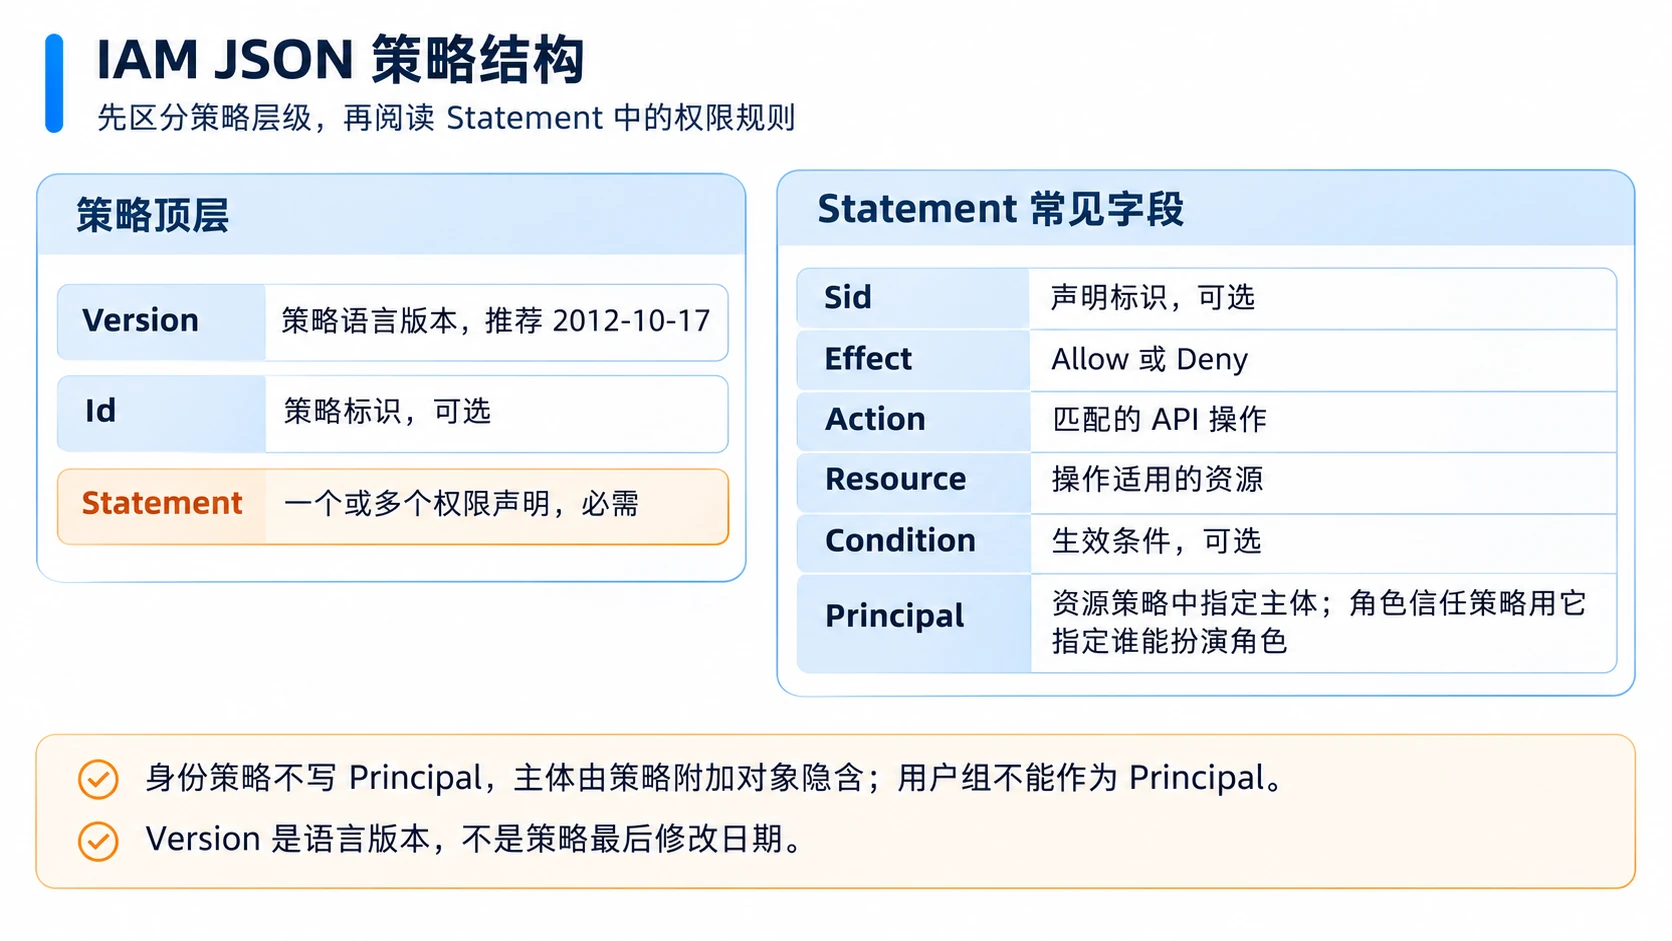 IAM JSON 策略结构
先区分策略层级，再阅读 Statement 中的权限规则
策略顶层
Version 策略语言版本，推荐 2012-10-17
Id 策略标识，可选
Statement 一个或多个权限声明，必需
Statement 常见字段
Sid 声明标识，可选
Effect Allow 或 Deny
Action 匹配的 API 操作
Resource 操作适用的资源
Condition 生效条件，可选
Principal 资源策略中指定主体；角色信任策略用它
指定谁能扮演角色
身份策略不写 Principal，主体由策略附加对象隐含；用户组不能作为 Principal。
Version 是语言版本，不是策略最后修改日期。